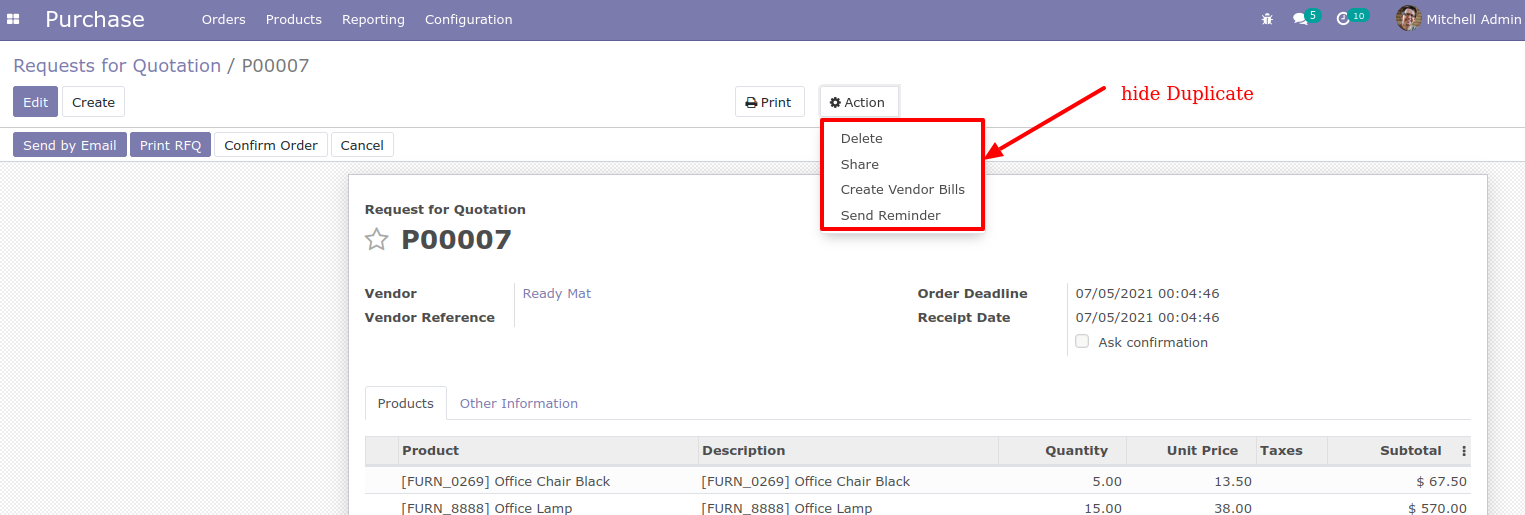 Purchase Orders Products Reporting Configuration 5 10 Mitchell Admin
Requests for Quotation / P00007
hide Duplicate
Edit Create Print Action
Delete
Send by Email Print RFQ Confirm Order Cancel
Share
Create Vendor Bills
Send Reminder
Request for Quotation
P00007
Vendor Ready Mat Order Deadline 07/05/2021 00:04:46
Vendor Reference Receipt Date 07/05/2021 00:04:46
Ask confirmation
Products Other Information
Product Description Quantity Unit Price Taxes Subtotal
[FURN_0269] Office Chair Black [FURN_0269] Office Chair Black 5.00 13.50 $ 67.50
[FURN_8888] Office Lamp [FURN_8888] Office Lamp 15.00 38.00 $ 570.00